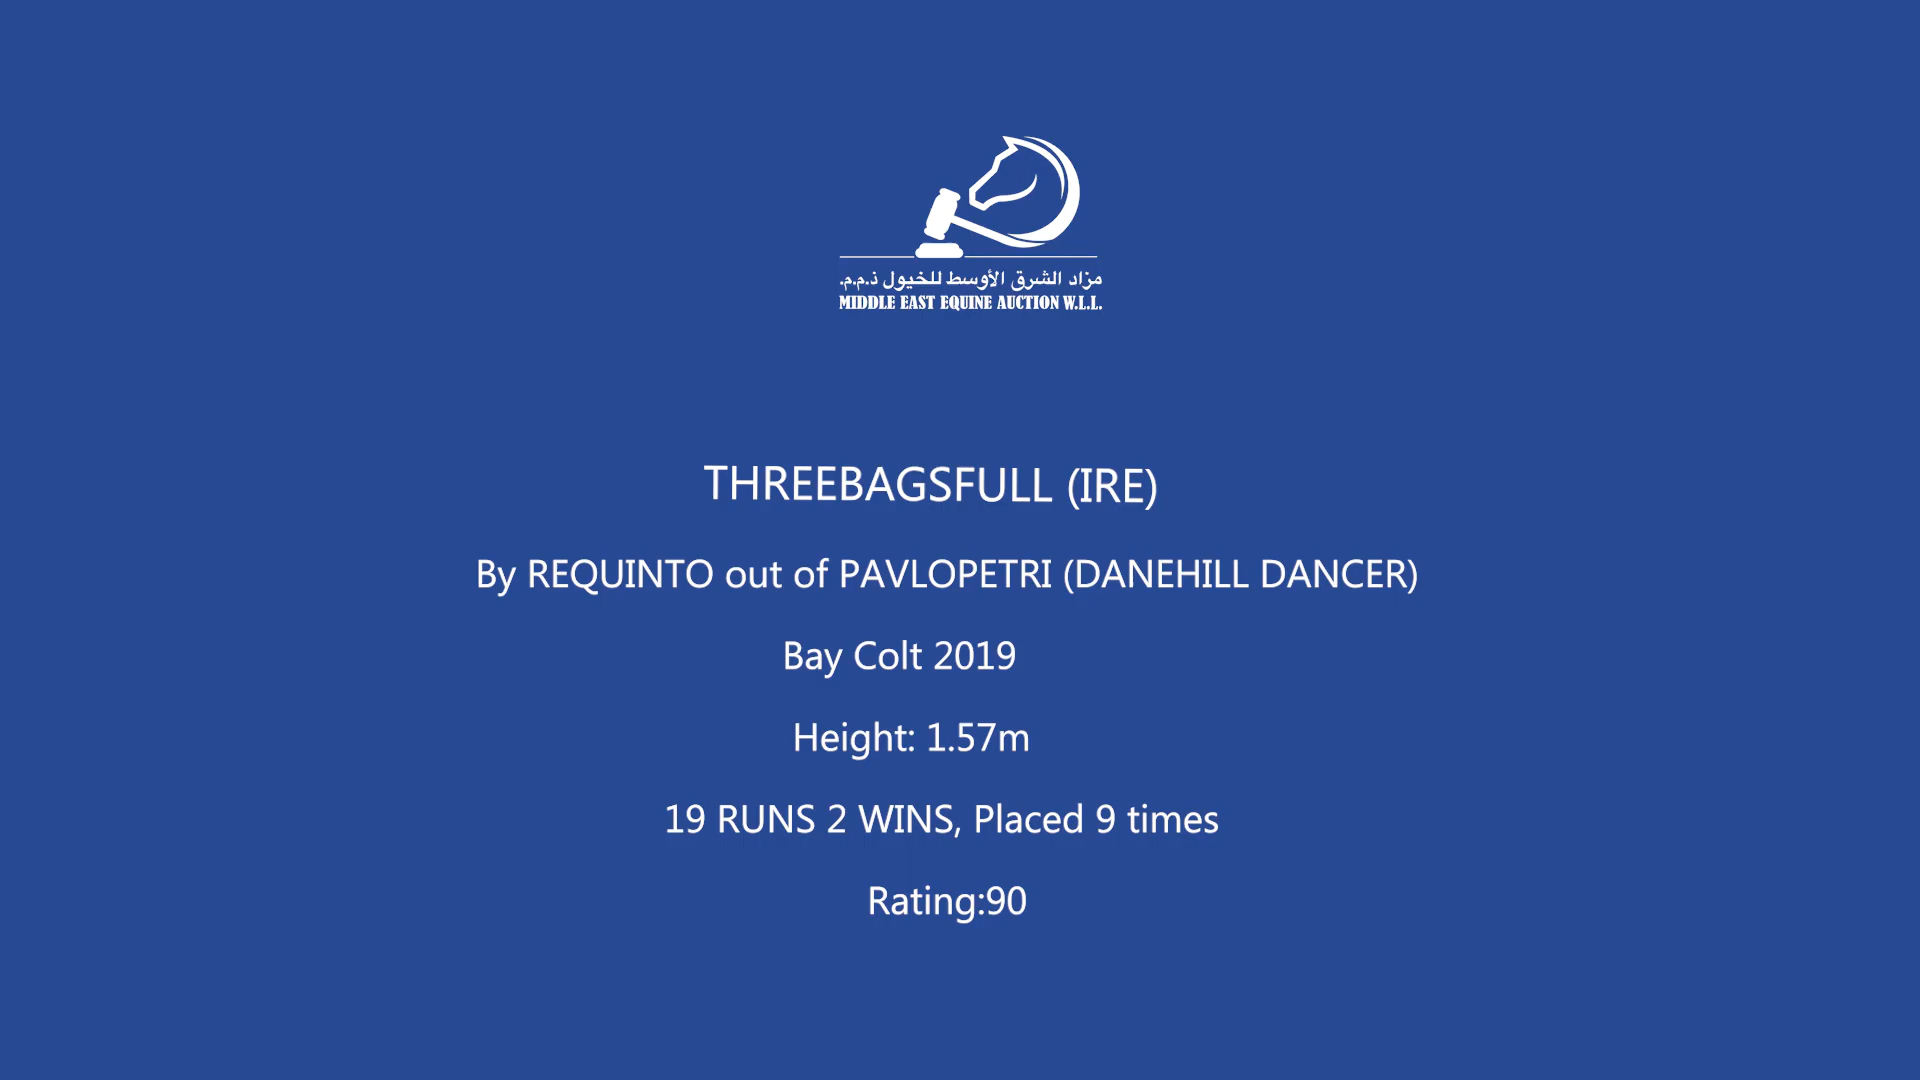 مزاد الشرق الأوسط للخيول ذ.م.م.
MIDDLE EAST EQUINE AUCTION W.L.L.
THREEBAGSFULL (IRE)
By REQUINTO out of PAVLOPETRI (DANEHILL DANCER)
Bay Colt 2019
Height: 1.57m
19 RUNS 2 WINS, Placed 9 times
Rating:90